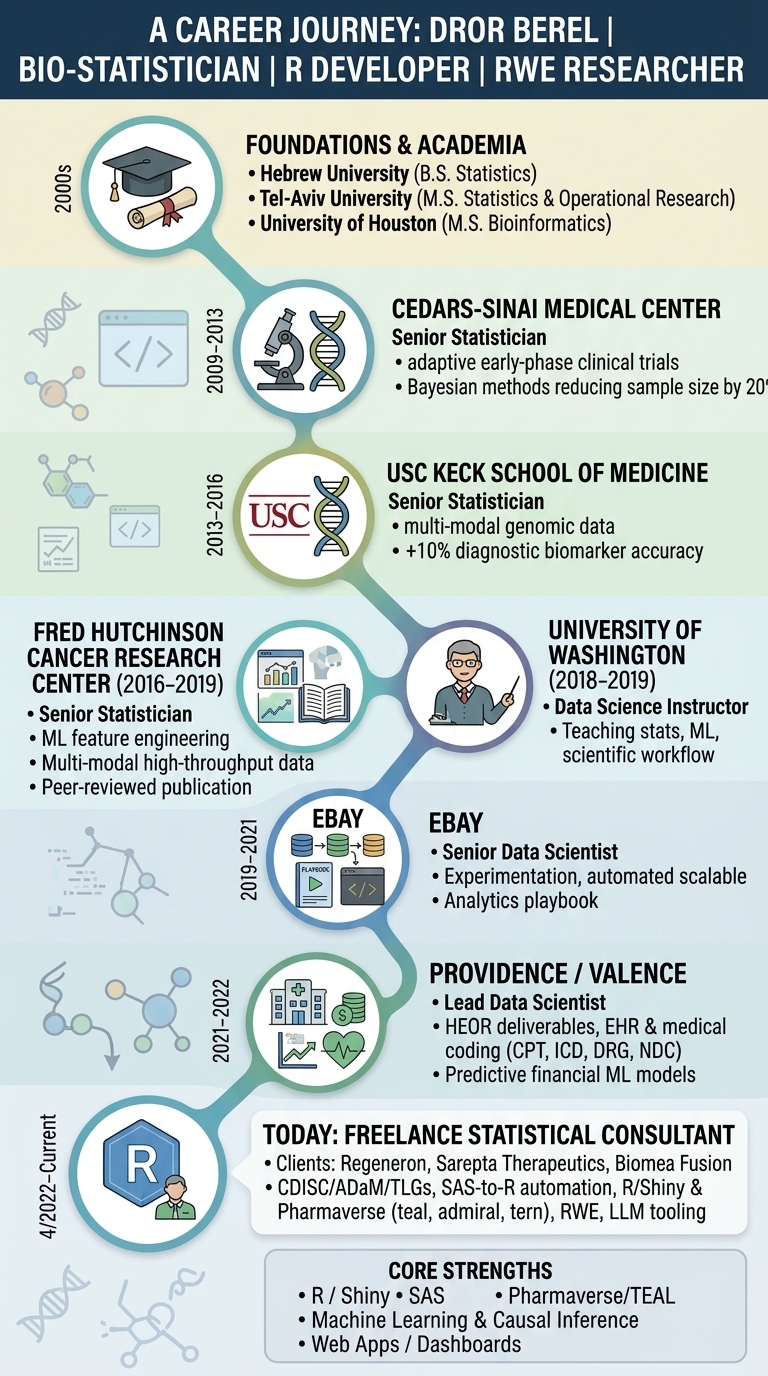 A CAREER JOURNEY: DROR BEREL |
BIO-STATISTICIAN | R DEVELOPER | RWE RESEARCHER
2000s
FOUNDATIONS & ACADEMIA
• Hebrew University (B.S. Statistics)
• Tel-Aviv University (M.S. Statistics & Operational Research)
• University of Houston (M.S. Bioinformatics)
</>
2009–2013
CEDARS-SINAI MEDICAL CENTER
Senior Statistician
• adaptive early-phase clinical trials
• Bayesian methods reducing sample size by 20
</>
2013–2016
USC
USC KECK SCHOOL OF MEDICINE
Senior Statistician
• multi-modal genomic data
• +10% diagnostic biomarker accuracy
FRED HUTCHINSON
CANCER RESEARCH
CENTER (2016–2019)
• Senior Statistician
• ML feature engineering
• Multi-modal high-throughput data
• Peer-reviewed publication
UNIVERSITY OF
WASHINGTON
(2018–2019)
• Data Science Instructor
• Teaching stats, ML,
scientific workflow
2019–2021
EBAY
</>
EBAY
• Senior Data Scientist
• Experimentation, automated scalable
• Analytics playbook
2021–2022
$
PROVIDENCE / VALENCE
• Lead Data Scientist
• HEOR deliverables, EHR & medical
coding (CPT, ICD, DRG, NDC)
• Predictive financial ML models
4/2022–Current
R
TODAY: FREELANCE STATISTICAL CONSULTANT
• Clients: Regeneron, Sarepta Therapeutics, Biomea Fusion
• CDISC/ADaM/TLGs, SAS-to-R automation, R/Shiny &
Pharmaverse (teal, admiral, tern), RWE, LLM tooling
CORE STRENGTHS
• R / Shiny • SAS • Pharmaverse/TEAL
• Machine Learning & Causal Inference
• Web Apps / Dashboards